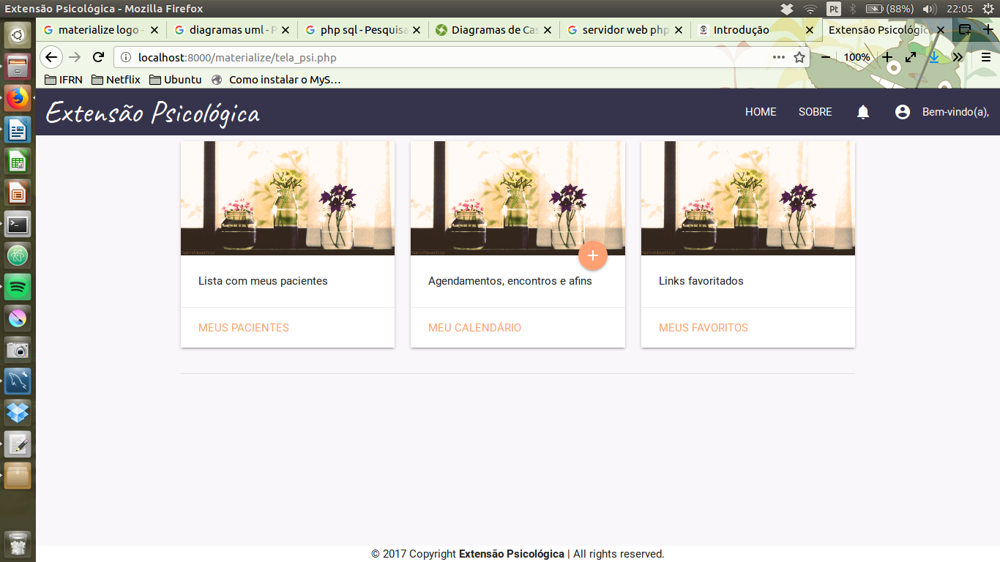 Extensão Psicológica - Mozilla Firefox
Pt
(88%)
22:05
materialize logo -
diagramas uml - P
php sql - Pesquisa
Diagramas de Cas
servidor web php
Introdução
Extensão Psicológic
localhost:8000/materialize/tela_psi.php
100%
IFRN
Netflix
Ubuntu
Como instalar o MyS…
Extensão Psicológica
HOME
SOBRE
Bem-vindo(a),
Lista com meus pacientes
MEUS PACIENTES
Agendamentos, encontros e afins
MEU CALENDÁRIO
Links favoritados
MEUS FAVORITOS
© 2017 Copyright Extensão Psicológica | All rights reserved.